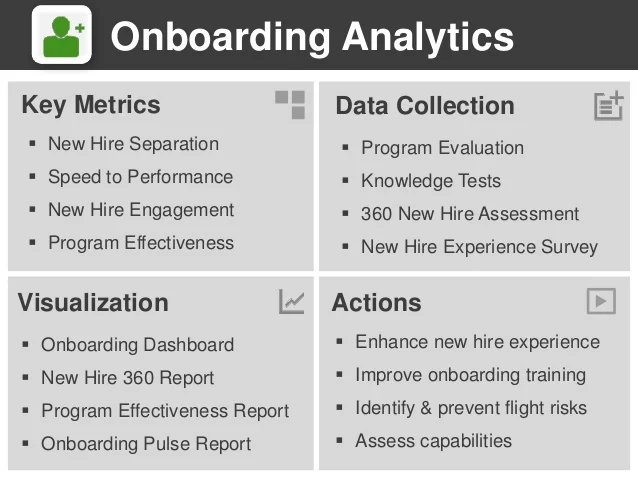 Onboarding Analytics
Key Metrics
▪ New Hire Separation
▪ Speed to Performance
▪ New Hire Engagement
▪ Program Effectiveness
Data Collection
▪ Program Evaluation
▪ Knowledge Tests
▪ 360 New Hire Assessment
▪ New Hire Experience Survey
Visualization
▪ Onboarding Dashboard
▪ New Hire 360 Report
▪ Program Effectiveness Report
▪ Onboarding Pulse Report
Actions
▪ Enhance new hire experience
▪ Improve onboarding training
▪ Identify & prevent flight risks
▪ Assess capabilities